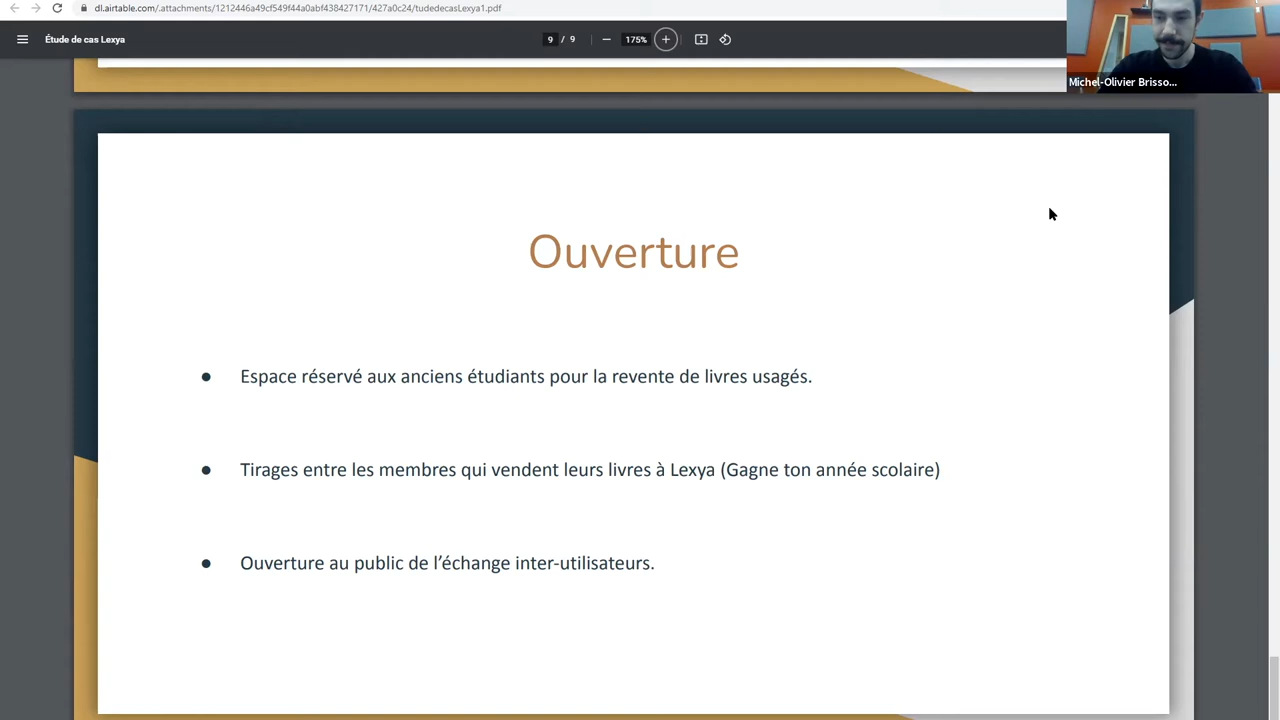 dl.airtable.com/.attachments/1212446a49cf549f44a0abf438427171/427a0c24/tudedecasLexya1.pdf
Étude de cas Lexya
9 / 9
175%
Michel-Olivier Brisso...
Ouverture
● Espace réservé aux anciens étudiants pour la revente de livres usagés.
● Tirages entre les membres qui vendent leurs livres à Lexya (Gagne ton année scolaire)
● Ouverture au public de l’échange inter-utilisateurs.